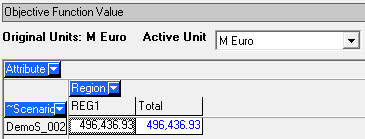 Objective Function Value
Original Units: M Euro Active Unit M Euro
Attribute
Region
~Scenario REG1 Total
DemoS_002 496,436.93 496,436.93